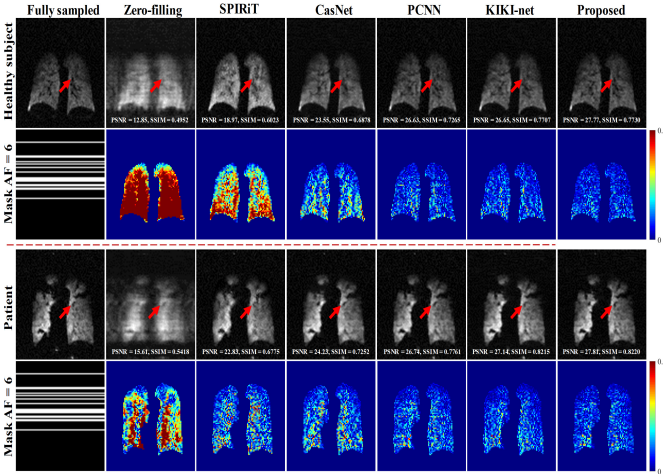 Fully sampled Zero-filling SPIRiT CasNet PCNN KIKI-net Proposed
Healthy subject
PSNR = 12.85, SSIM = 0.4952 PSNR = 18.97, SSIM = 0.6023 PSNR = 23.55, SSIM = 0.6878 PSNR = 26.63, SSIM = 0.7265 PSNR = 26.65, SSIM = 0.7707 PSNR = 27.77, SSIM = 0.7730
Mask AF = 6
0.
0
Patient
PSNR = 15.61, SSIM = 0.5418 PSNR = 22.83, SSIM = 0.6775 PSNR = 24.23, SSIM = 0.7252 PSNR = 26.74, SSIM = 0.7761 PSNR = 27.14, SSIM = 0.8215 PSNR = 27.81, SSIM = 0.8220
Mask AF = 6
0.
0